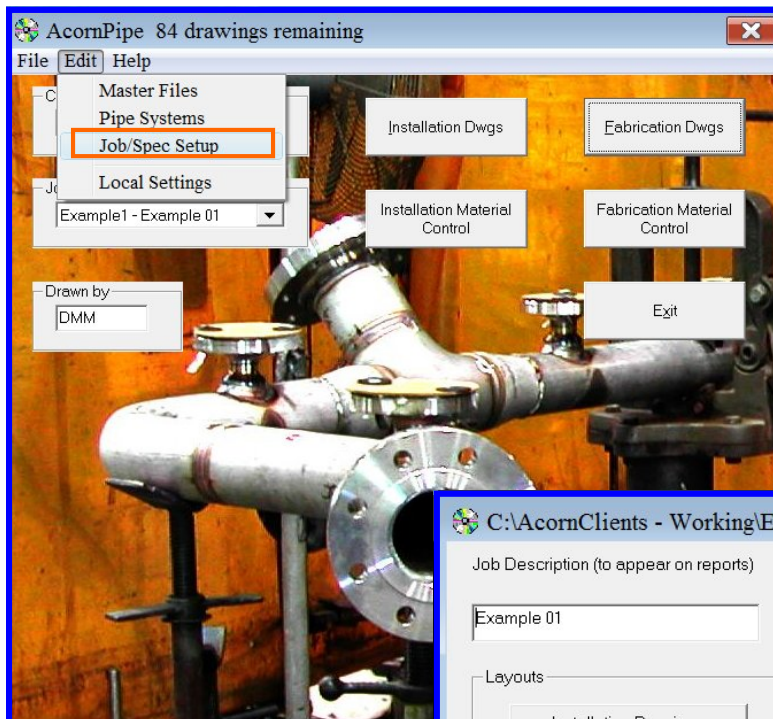 AcornPipe 84 drawings remaining
File Edit Help
Master Files
Pipe Systems
Job/Spec Setup
Local Settings
C
Jo
Example1 - Example 01
Drawn by
DMM
Installation Dwgs
Fabrication Dwgs
Installation Material
Control
Fabrication Material
Control
Exit
C:\AcornClients - Working\E
Job Description (to appear on reports)
Example 01
Layouts